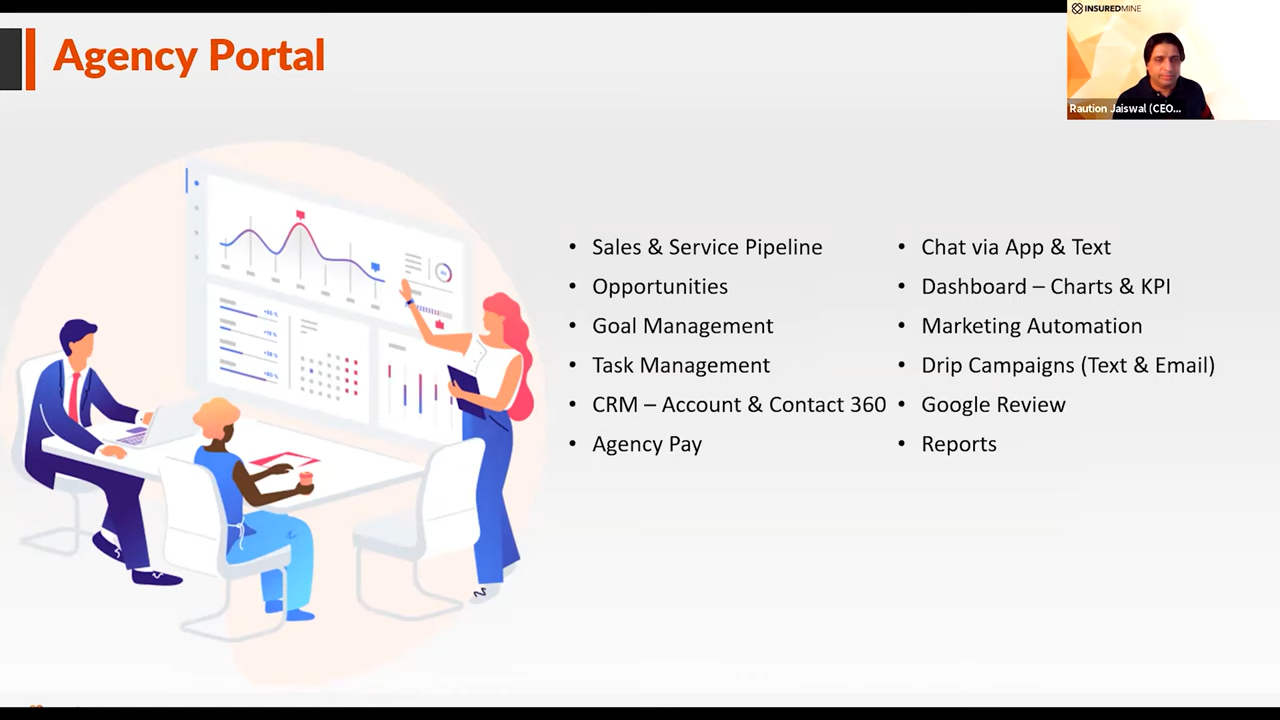 Agency Portal
INSUREDMINE
Raution Jaiswal (CEO...
• Sales & Service Pipeline
• Opportunities
• Goal Management
• Task Management
• CRM – Account & Contact 360
• Agency Pay
• Chat via App & Text
• Dashboard – Charts & KPI
• Marketing Automation
• Drip Campaigns (Text & Email)
• Google Review
• Reports